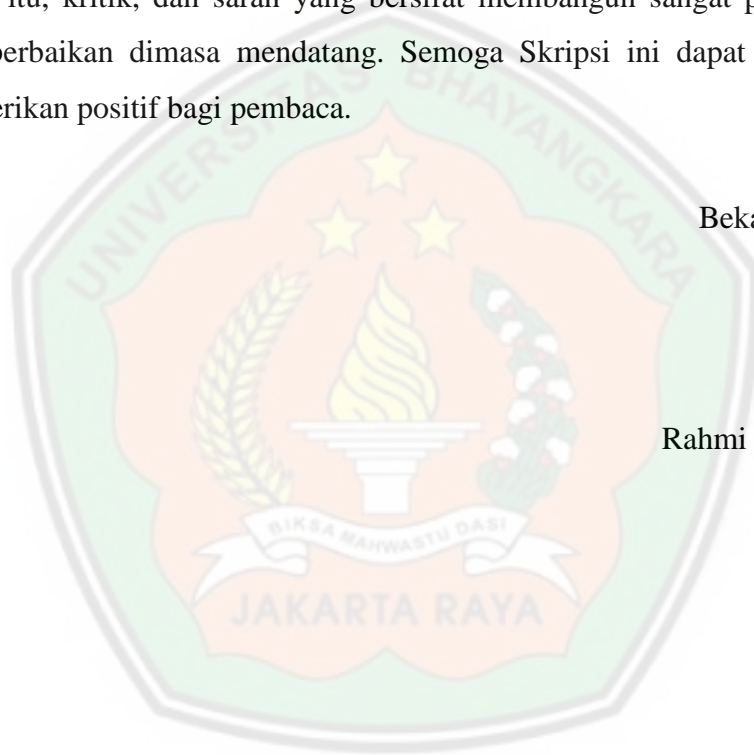 itu, kritik, dan saran yang bersifat membangun sangat
perbaikan dimasa mendatang. Semoga Skripsi ini dapat
erikan positif bagi pembaca.
UNIVERSITAS BHAYANGKARA
Beka
Rahmi
BIKSA MAHWASTU DASI
JAKARTA RAYA